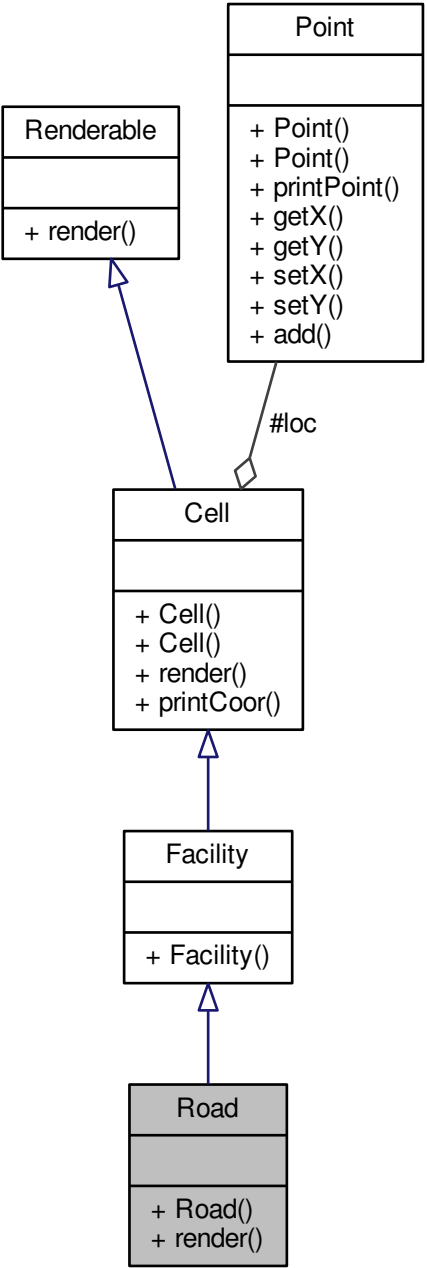 Point
+ Point()
+ Point()
+ printPoint()
+ getX()
+ getY()
+ setX()
+ setY()
+ add()
Renderable
+ render()
#loc
Cell
+ Cell()
+ Cell()
+ render()
+ printCoor()
Facility
+ Facility()
Road
+ Road()
+ render()